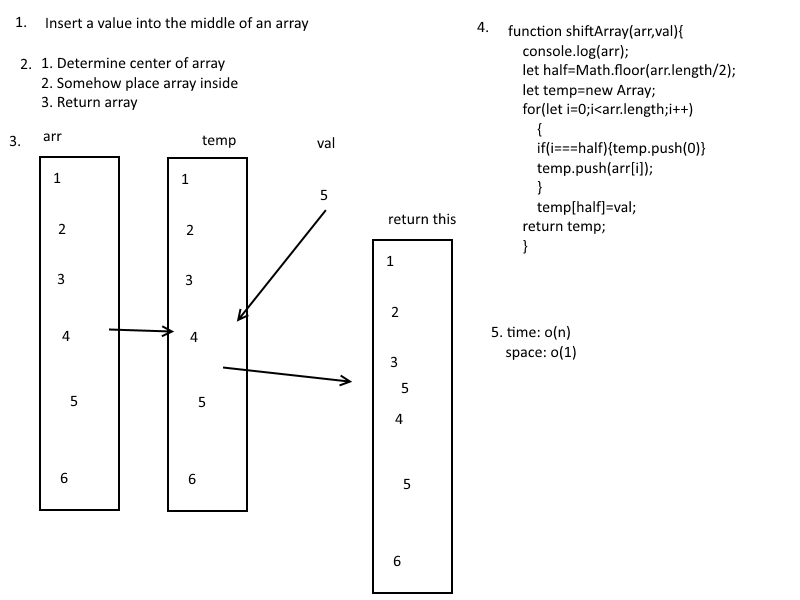 1. Insert a value into the middle of an array
2. 1. Determine center of array
2. Somehow place array inside
3. Return array
3. arr temp val
1
2
3
4
5
6
1
2
3
4
5
6
5
return this
1
2
3
5
4
5
6
4. function shiftArray(arr,val){
console.log(arr);
let half=Math.floor(arr.length/2);
let temp=new Array;
for(let i=0;i<arr.length;i++)
{
if(i===half){temp.push(0)}
temp.push(arr[i]);
}
temp[half]=val;
return temp;
}
5. time: o(n)
space: o(1)